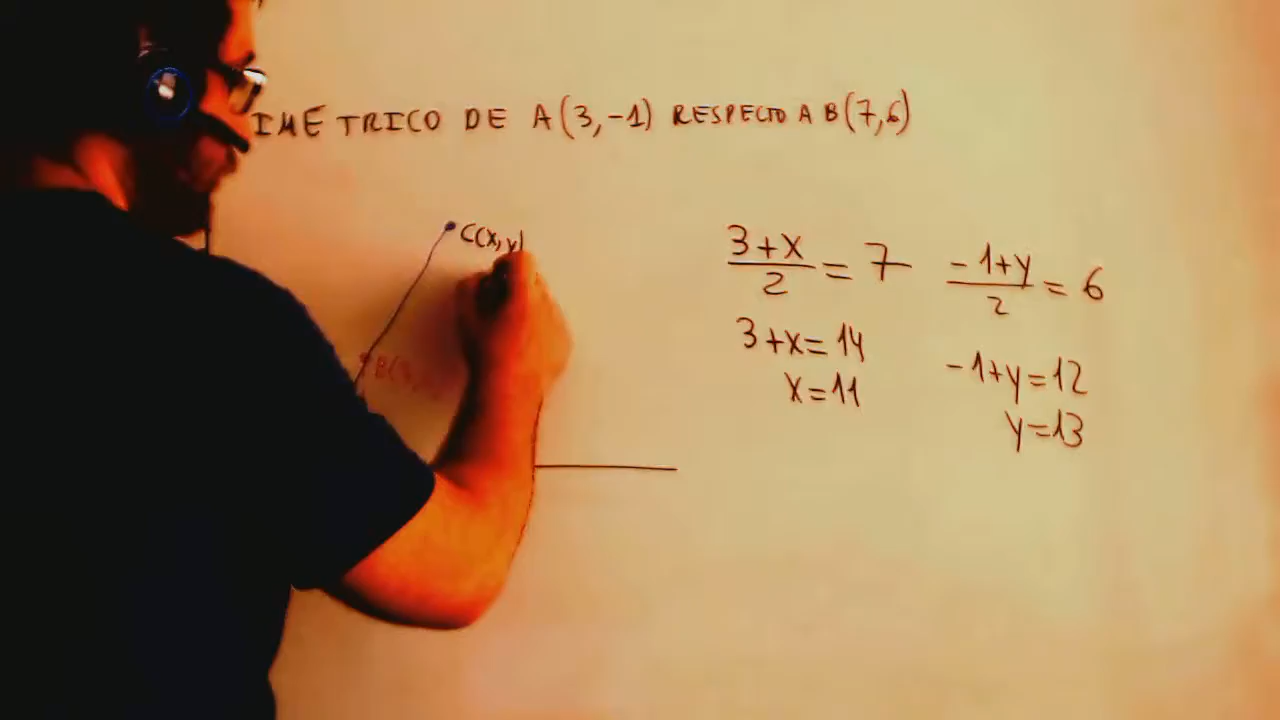 IMETRICO DE A(3,-1) RESPECTO A B(7,6)
C(x,y)
B(7,
3+x/2=7
3+x=14
x=11
-1+y/2=6
-1+y=12
y=13